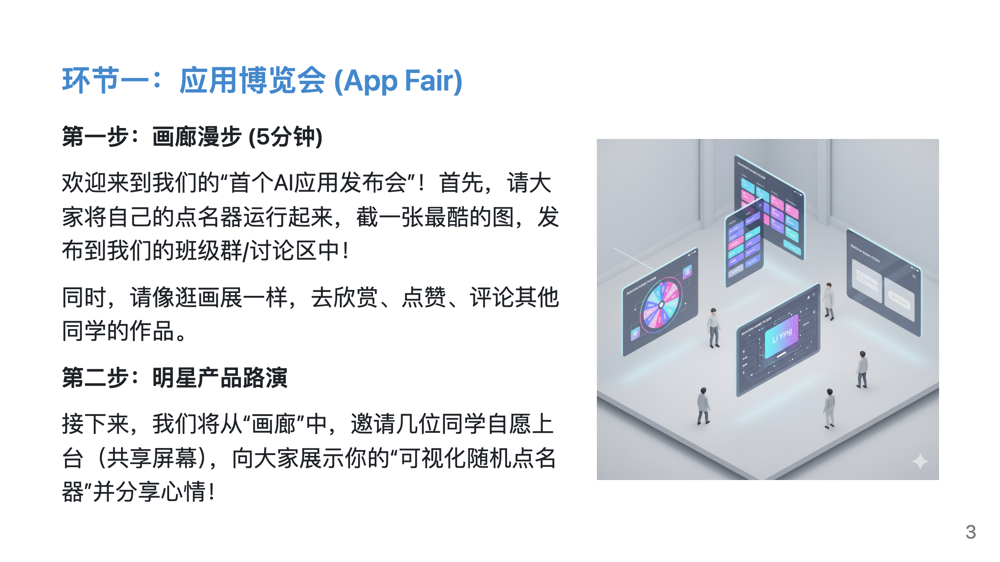 环节一：应用博览会 (App Fair)
第一步：画廊漫步 (5分钟)
欢迎来到我们的“首个AI应用发布会”！首先，请大
家将自己的点名器运行起来，截一张最酷的图，发
布到我们的班级群/讨论区中！
同时，请像逛画展一样，去欣赏、点赞、评论其他
同学的作品。
第二步：明星产品路演
接下来，我们将从“画廊”中，邀请几位同学自愿上
台（共享屏幕），向大家展示你的“可视化随机点名
器”并分享心情！
RANDOM NAME PICKER
RANDOM NAME PICKER
RANDOM NAME PICKER
RANDOM NAME PICKER
Li Ying
3